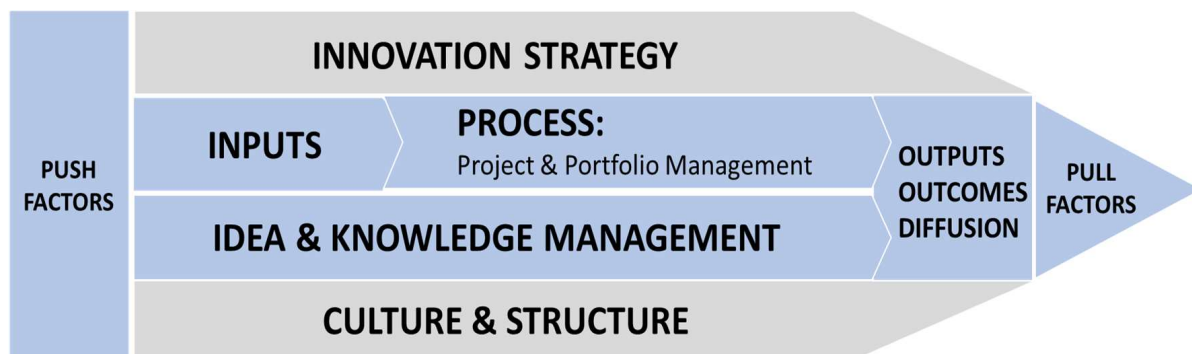 PUSH
FACTORS
INNOVATION STRATEGY
INPUTS
PROCESS:
Project & Portfolio Management
IDEA & KNOWLEDGE MANAGEMENT
CULTURE & STRUCTURE
OUTPUTS
OUTCOMES
DIFFUSION
PULL
FACTORS